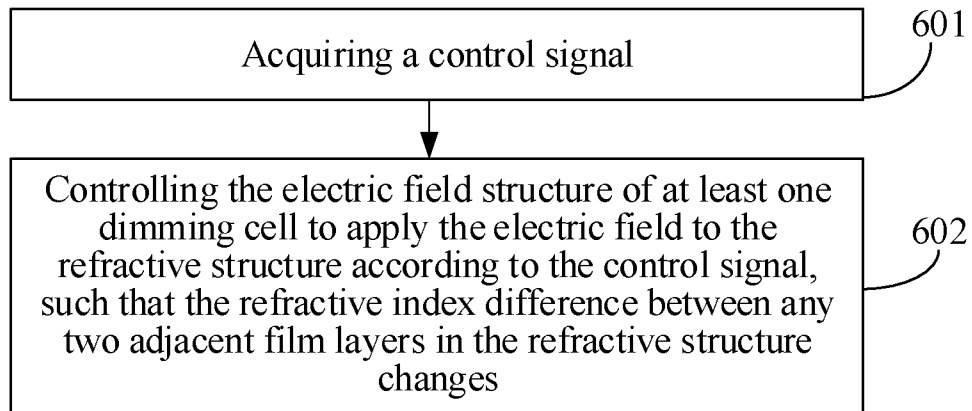 601
Acquiring a control signal
Controlling the electric field structure of at least one
dimming cell to apply the electric field to the
refractive structure according to the control signal,
such that the refractive index difference between any
two adjacent film layers in the refractive structure
changes
602